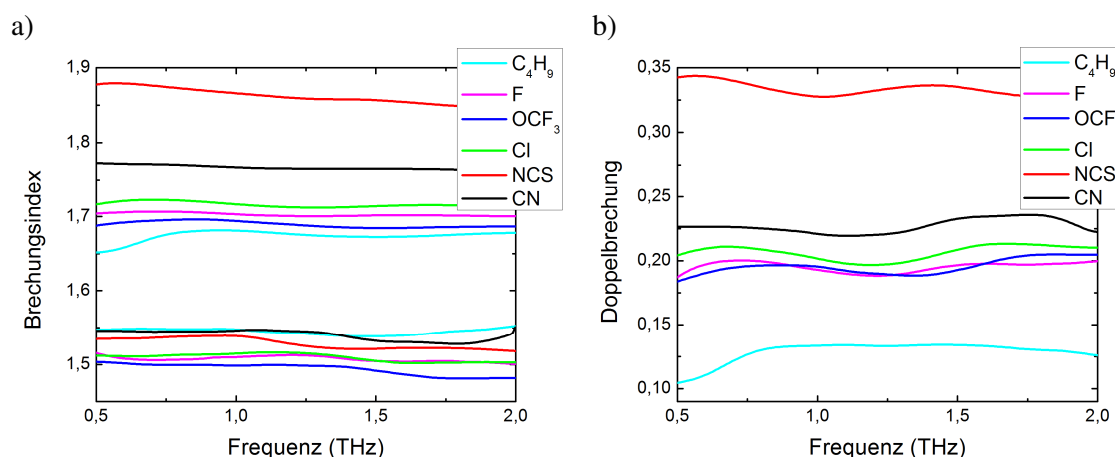 a)
Brechungsindex
1,9
1,8
1,7
1,6
1,5
0,5
1,0
1,5
2,0
Frequenz (THz)
C₄H₉
F
OCF₃
Cl
NCS
CN
b)
Doppelbrechung
0,35
0,30
0,25
0,20
0,15
0,10
0,5
1,0
1,5
2,0
Frequenz (THz)
C₄H₉
F
OCF
Cl
NCS
CN